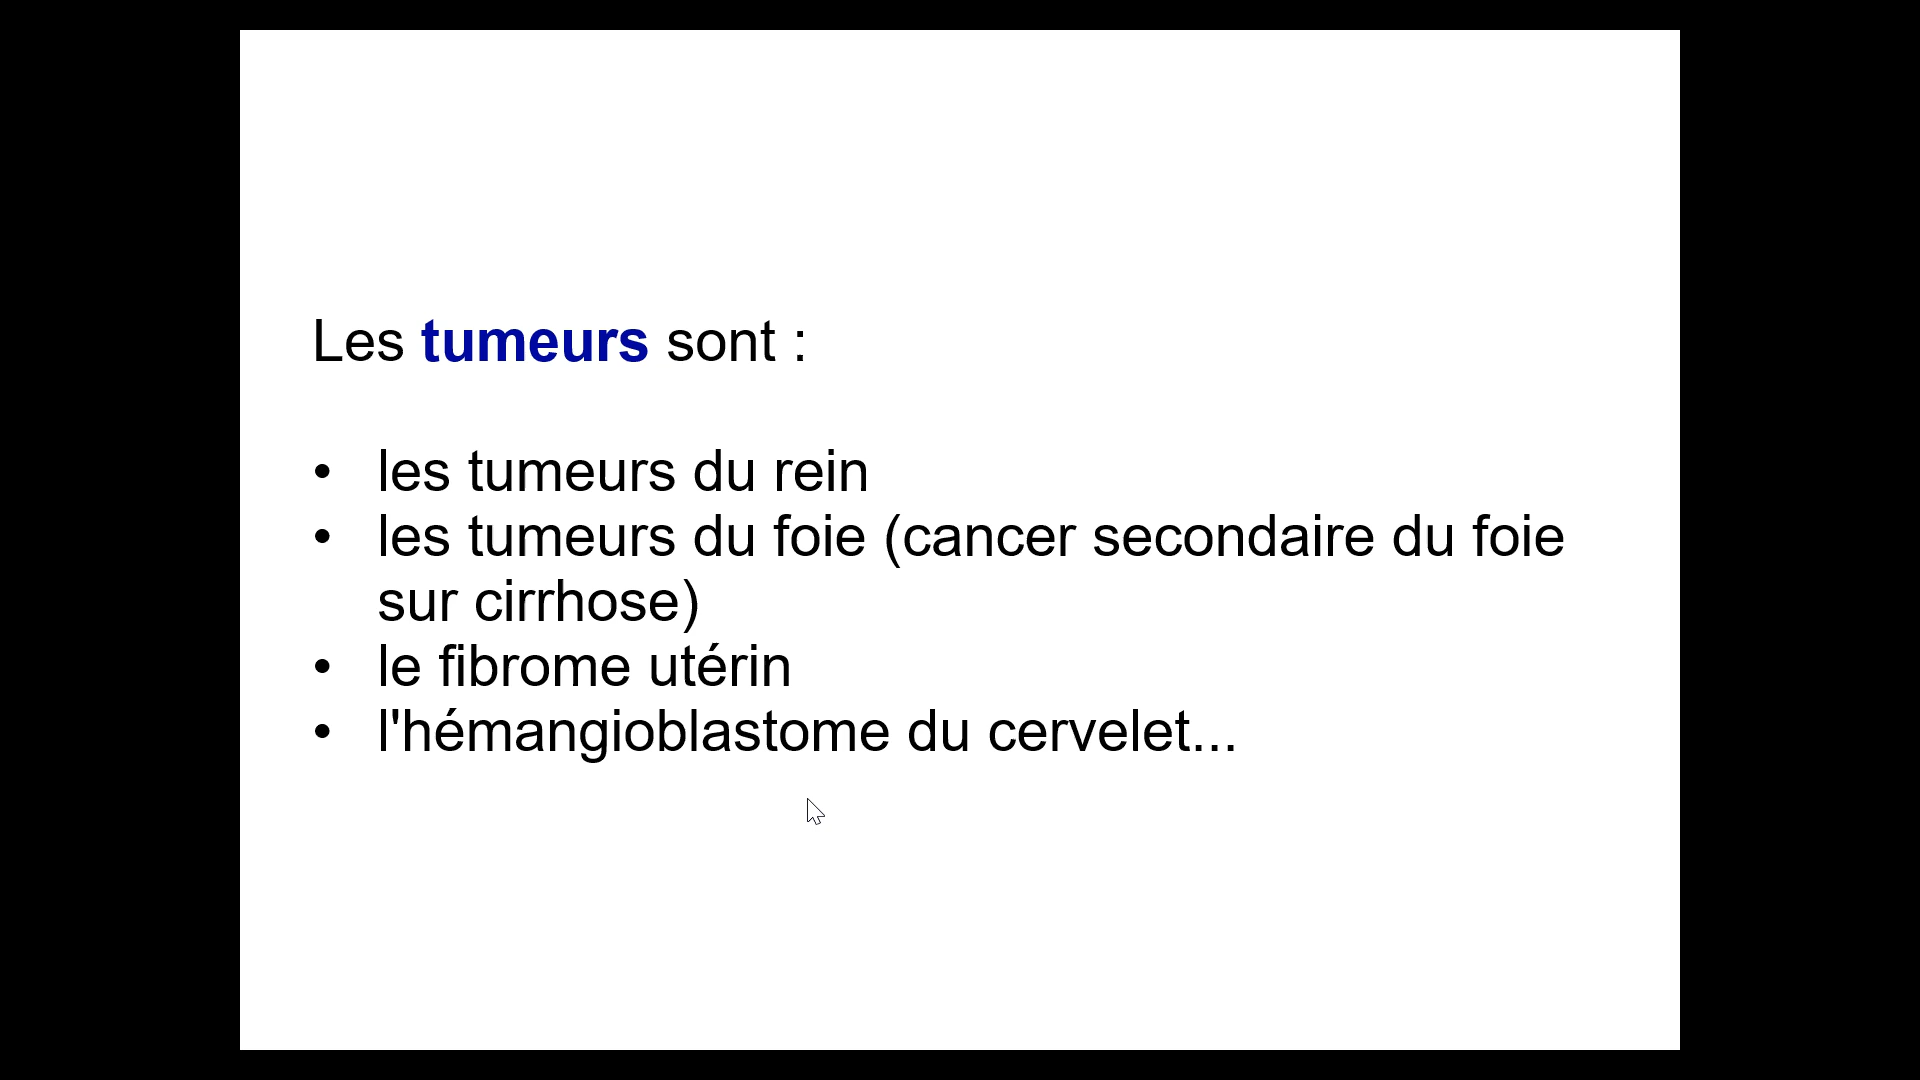 Les tumeurs sont :
• les tumeurs du rein
• les tumeurs du foie (cancer secondaire du foie
sur cirrhose)
• le fibrome utérin
• l'hémangioblastome du cervelet...